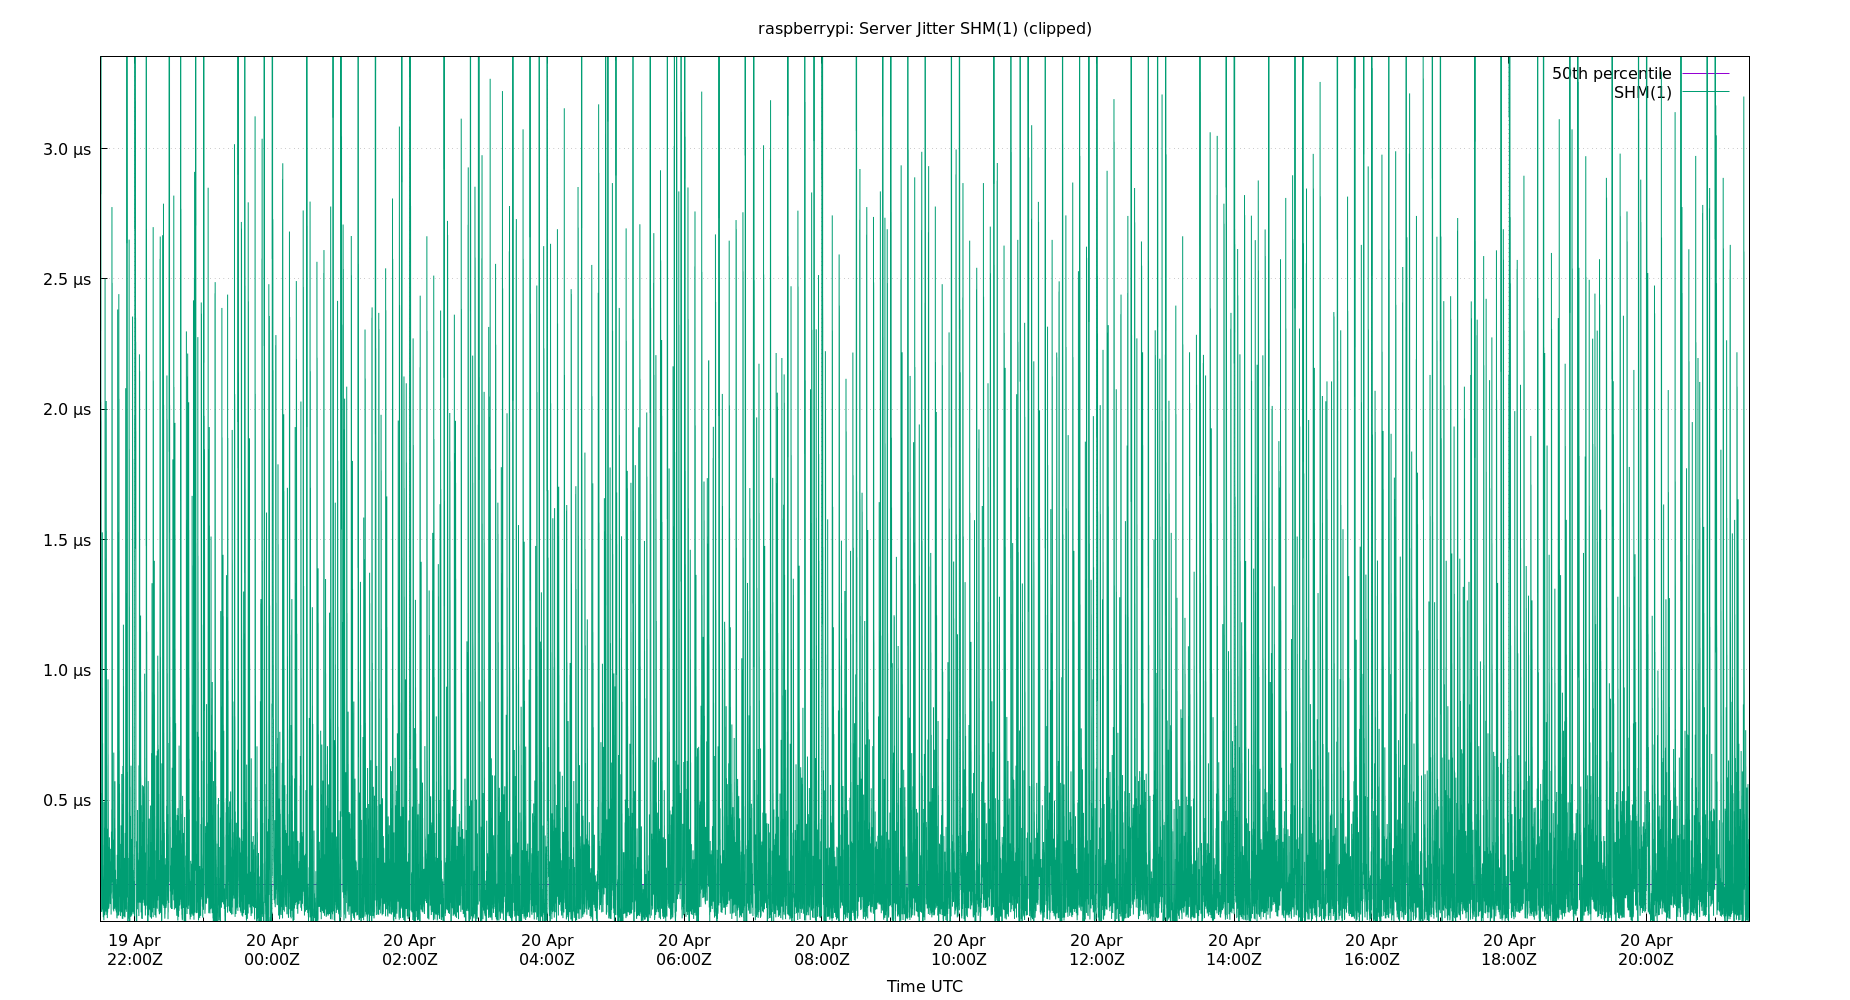 raspberrypi: Server Jitter SHM(1) (clipped)
50th percentile
SHM(1)
3.0 µs
2.5 µs
2.0 µs
1.5 µs
1.0 µs
0.5 µs
19 Apr 20 Apr 20 Apr 20 Apr 20 Apr 20 Apr 20 Apr 20 Apr 20 Apr 20 Apr 20 Apr 20 Apr
22:00Z 00:00Z 02:00Z 04:00Z 06:00Z 08:00Z 10:00Z 12:00Z 14:00Z 16:00Z 18:00Z 20:00Z
Time UTC